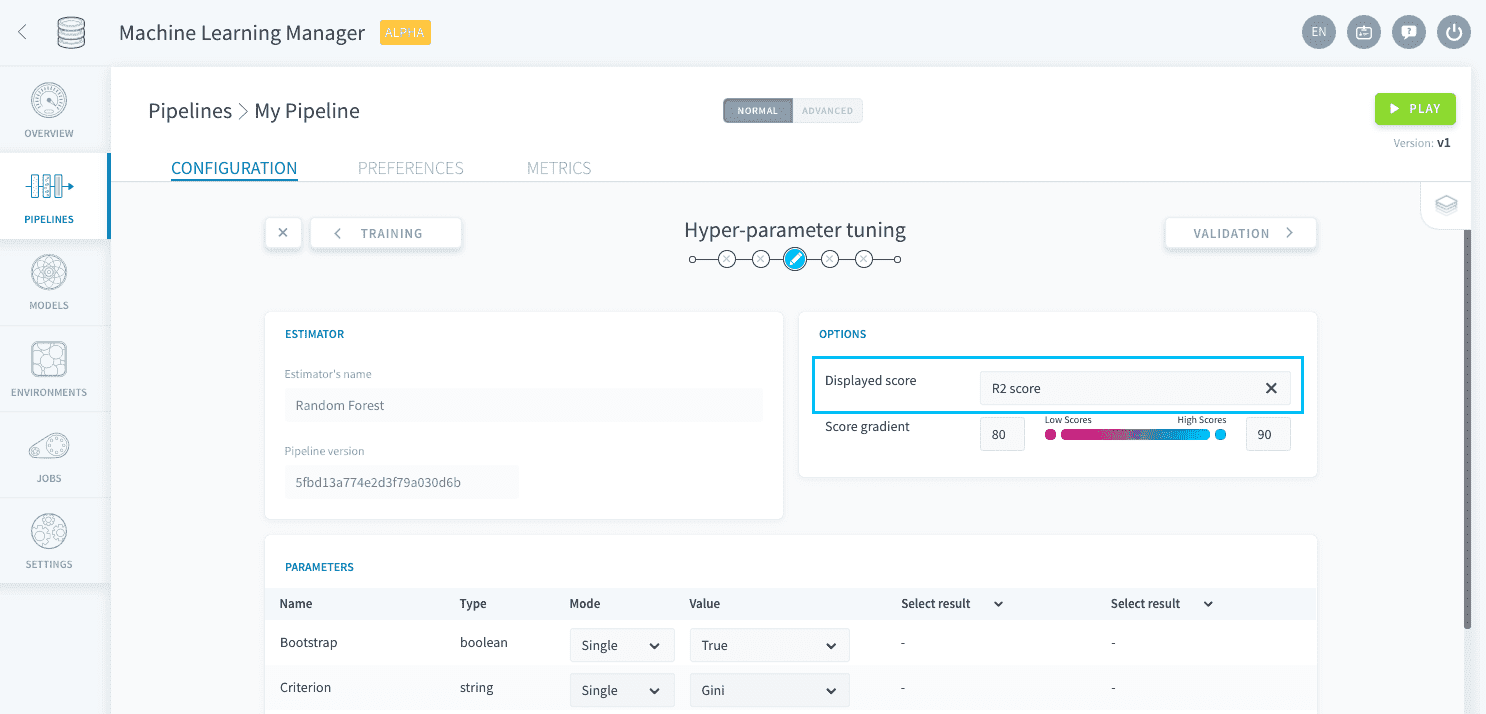 Machine Learning Manager ALPHA
EN
OVERVIEW
PIPELINES
MODELS
ENVIRONMENTS
JOBS
SETTINGS
Pipelines > My Pipeline
NORMAL ADVANCED
PLAY
Version: v1
CONFIGURATION PREFERENCES METRICS
TRAINING
Hyper-parameter tuning
VALIDATION
ESTIMATOR
Estimator's name
Random Forest
Pipeline version
5fbd13a774e2d3f79a030d6b
OPTIONS
Displayed score R2 score
Score gradient 80 Low Scores High Scores 90
PARAMETERS
Name Type Mode Value Select result Select result
Bootstrap boolean Single True - -
Criterion string Single Gini - -